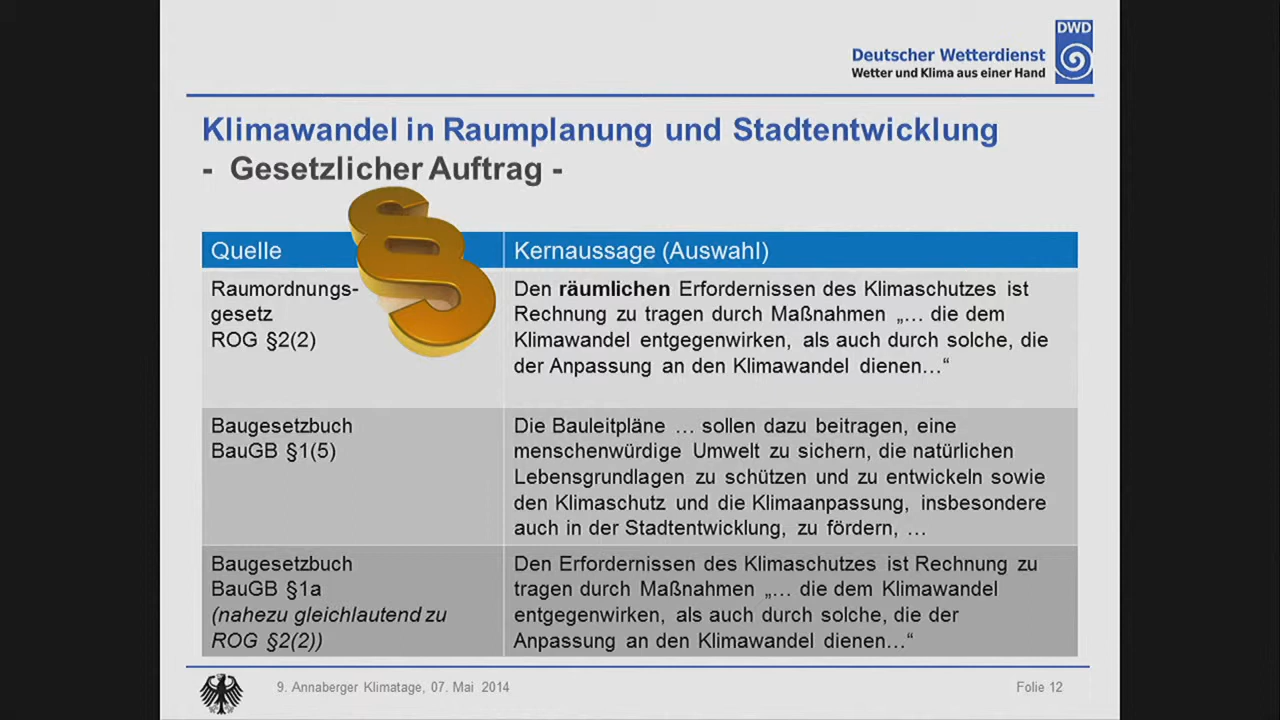 DWD
Deutscher Wetterdienst
Wetter und Klima aus einer Hand
Klimawandel in Raumplanung und Stadtentwicklung
- Gesetzlicher Auftrag -
§
Quelle
Kernaussage (Auswahl)
Raumordnungs-
gesetz
ROG §2(2)
Den räumlichen Erfordernissen des Klimaschutzes ist
Rechnung zu tragen durch Maßnahmen „… die dem
Klimawandel entgegenwirken, als auch durch solche, die
der Anpassung an den Klimawandel dienen…“
Baugesetzbuch
BauGB §1(5)
Die Bauleitpläne … sollen dazu beitragen, eine
menschenwürdige Umwelt zu sichern, die natürlichen
Lebensgrundlagen zu schützen und zu entwickeln sowie
den Klimaschutz und die Klimaanpassung, insbesondere
auch in der Stadtentwicklung, zu fördern, …
Baugesetzbuch
BauGB §1a
(nahezu gleichlautend zu
ROG §2(2))
Den Erfordernissen des Klimaschutzes ist Rechnung zu
tragen durch Maßnahmen „… die dem Klimawandel
entgegenwirken, als auch durch solche, die der
Anpassung an den Klimawandel dienen…“
9. Annaberger Klimatage, 07. Mai 2014
Folie 12